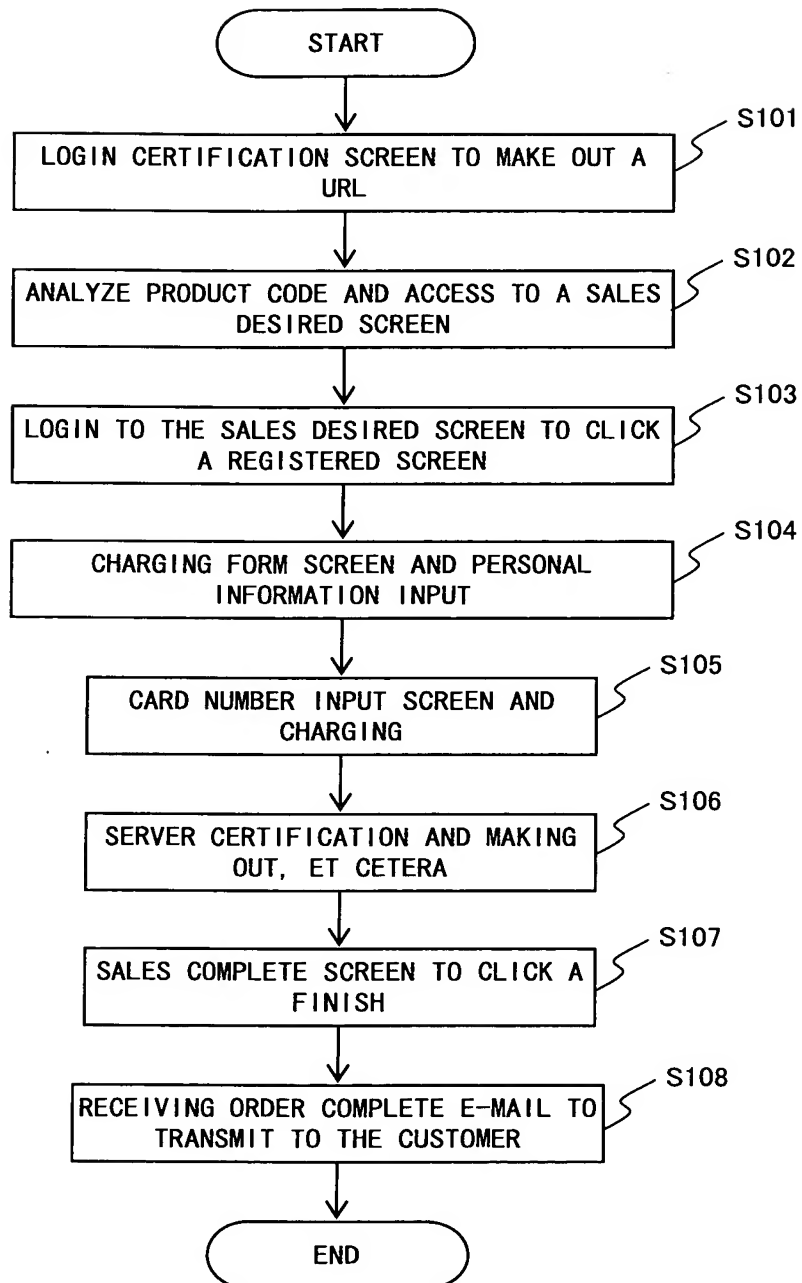 START
S101
LOGIN CERTIFICATION SCREEN TO MAKE OUT A
URL
S102
ANALYZE PRODUCT CODE AND ACCESS TO A SALES
DESIRED SCREEN
S103
LOGIN TO THE SALES DESIRED SCREEN TO CLICK
A REGISTERED SCREEN
S104
CHARGING FORM SCREEN AND PERSONAL
INFORMATION INPUT
S105
CARD NUMBER INPUT SCREEN AND
CHARGING
S106
SERVER CERTIFICATION AND MAKING
OUT, ET CETERA
S107
SALES COMPLETE SCREEN TO CLICK A
FINISH
S108
RECEIVING ORDER COMPLETE E-MAIL TO
TRANSMIT TO THE CUSTOMER
END